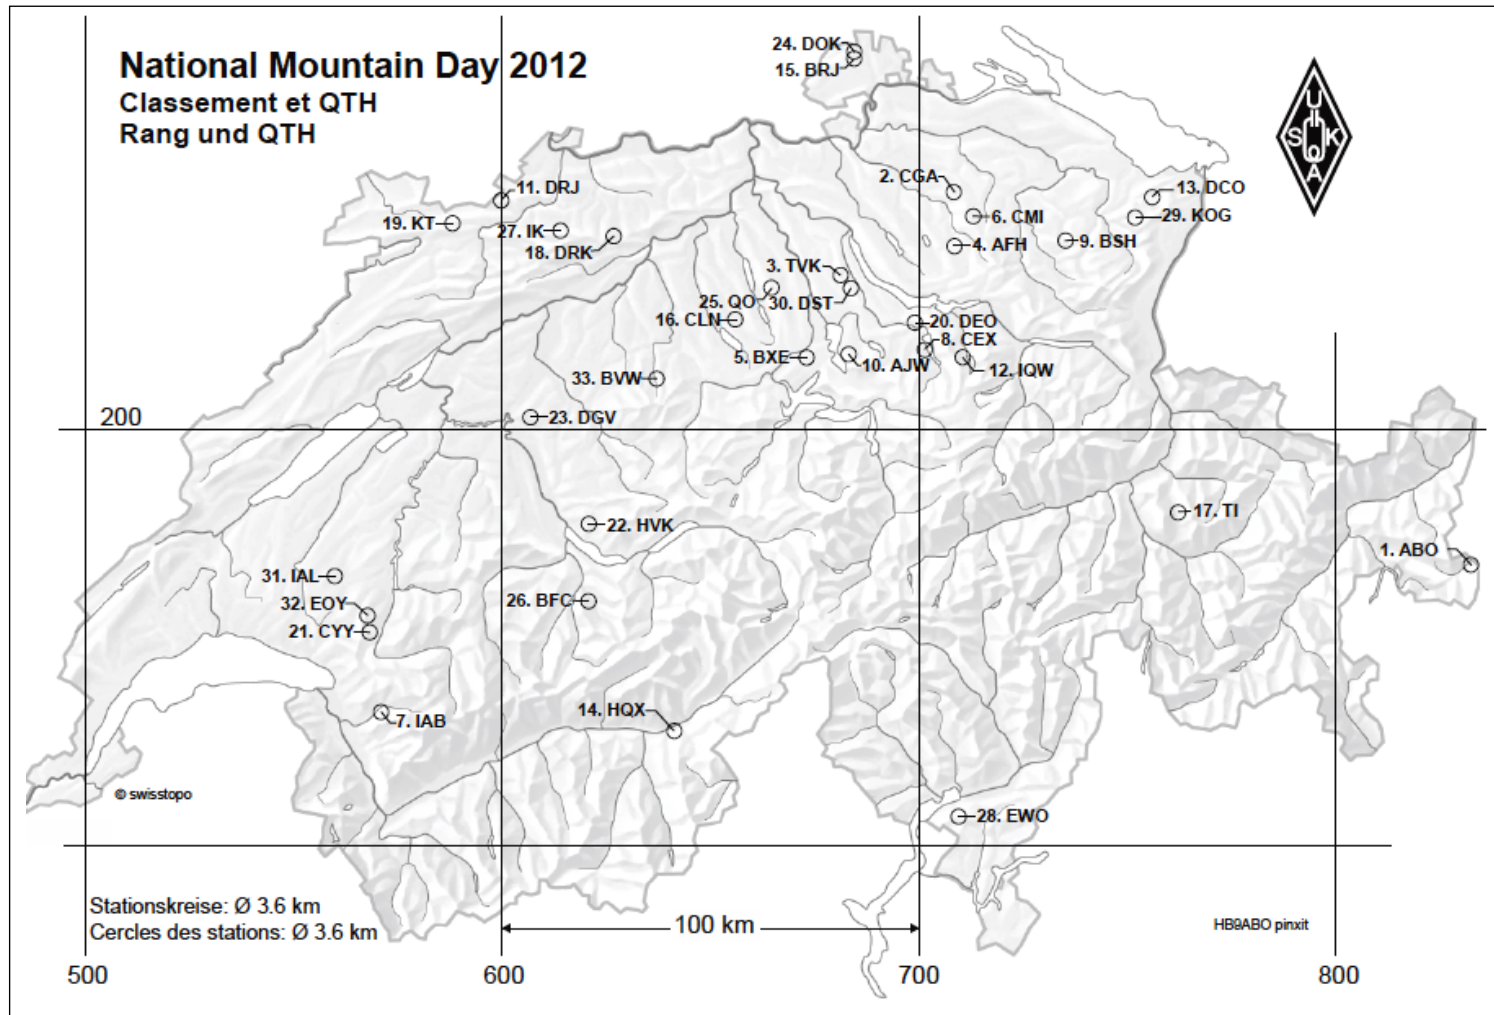 National Mountain Day 2012
Classement et QTH
Rang und QTH
24. DOK
15. BRJ
U
S K
A
2. CGA
11. DRJ
13. DCO
19. KT
27. IK
6. CMI
29. KOG
18. DRK
4. AFH
9. BSH
3. TVK
25. QO
30. DST
16. CLN
20. DEO
8. CEX
5. BXE
10. AJW
12. IQW
33. BVW
200
23. DGV
17. TI
22. HVK
1. ABO
31. IAL
32. EOY
26. BFC
21. CYY
14. HQX
7. IAB
© swisstopo
28. EWO
Stationskreise: Ø 3.6 km
Cercles des stations: Ø 3.6 km
100 km
HB9ABO pinxit
500 600 700 800